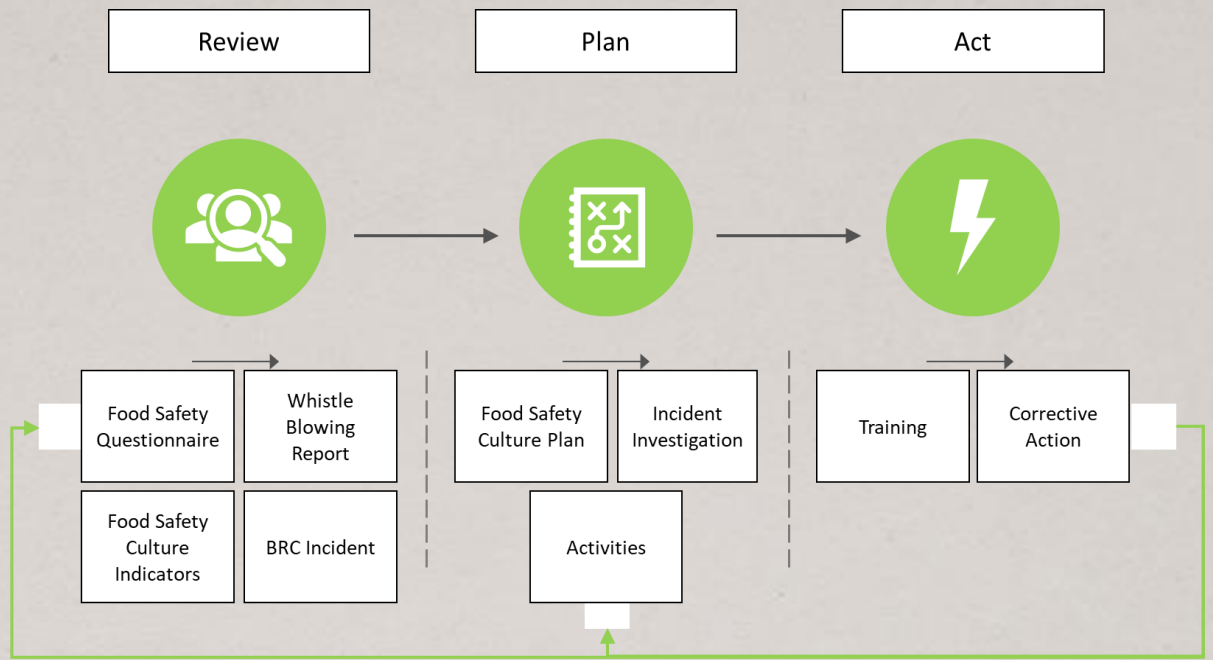 Review
Plan
Act
Food Safety
Questionnaire
Whistle
Blowing
Report
Food Safety
Culture
Indicators
BRC Incident
Food Safety
Culture Plan
Incident
Investigation
Activities
Training
Corrective
Action